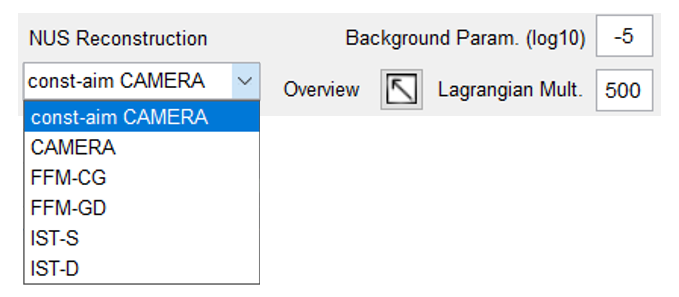 NUS Reconstruction
Background Param. (log10) -5
const-aim CAMERA
Overview
Lagrangian Mult. 500
const-aim CAMERA
CAMERA
FFM-CG
FFM-GD
IST-S
IST-D